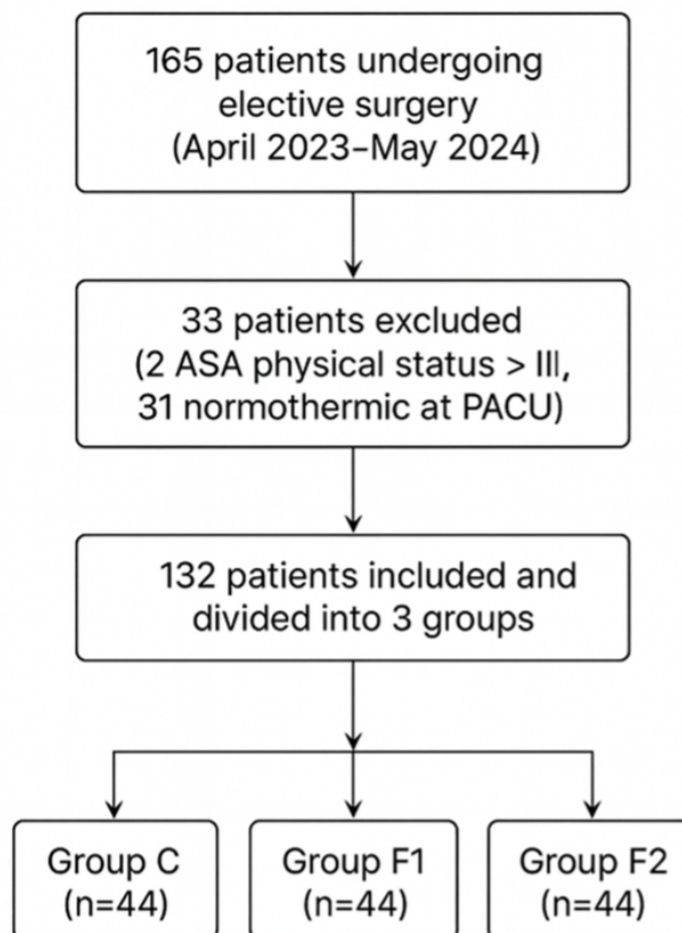 165 patients undergoing
elective surgery
(April 2023–May 2024)
33 patients excluded
(2 ASA physical status > III,
31 normothermic at PACU)
132 patients included and
divided into 3 groups
Group C
(n=44)
Group F1
(n=44)
Group F2
(n=44)